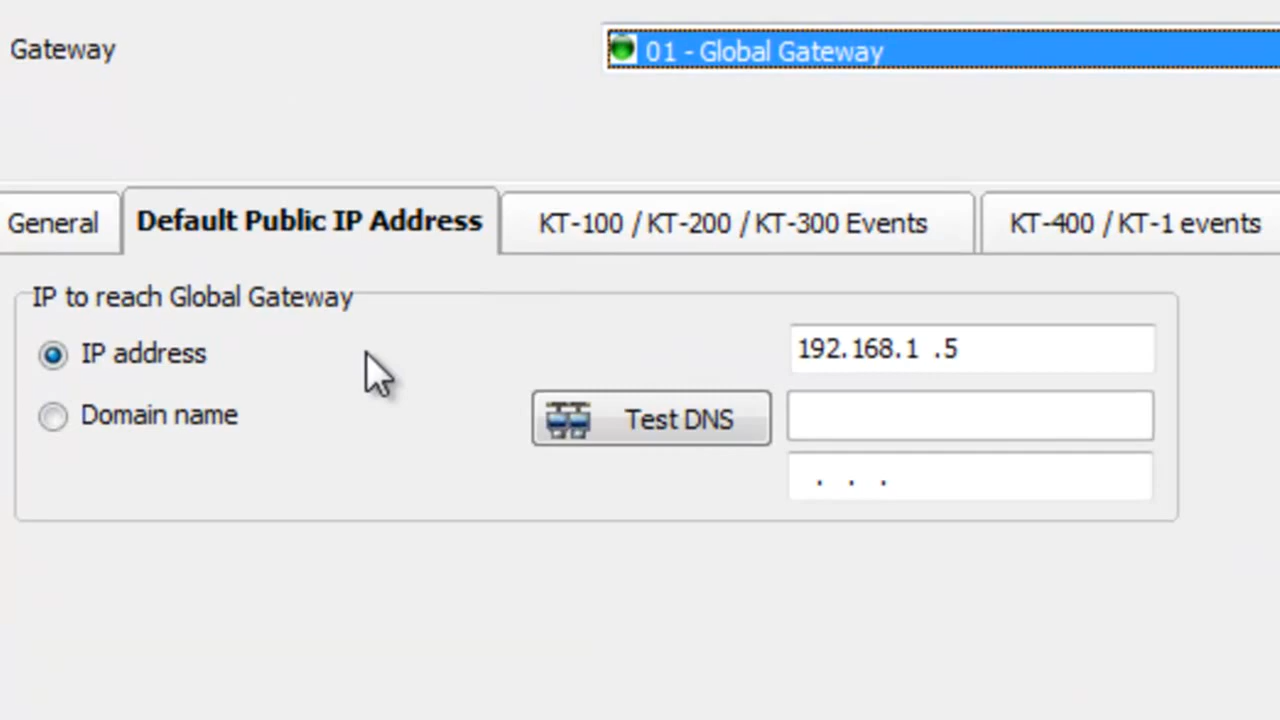 Gateway
01 - Global Gateway
General
Default Public IP Address
KT-100 / KT-200 / KT-300 Events
KT-400 / KT-1 events
IP to reach Global Gateway
IP address
192.168.1 .5
Domain name
Test DNS
. . .